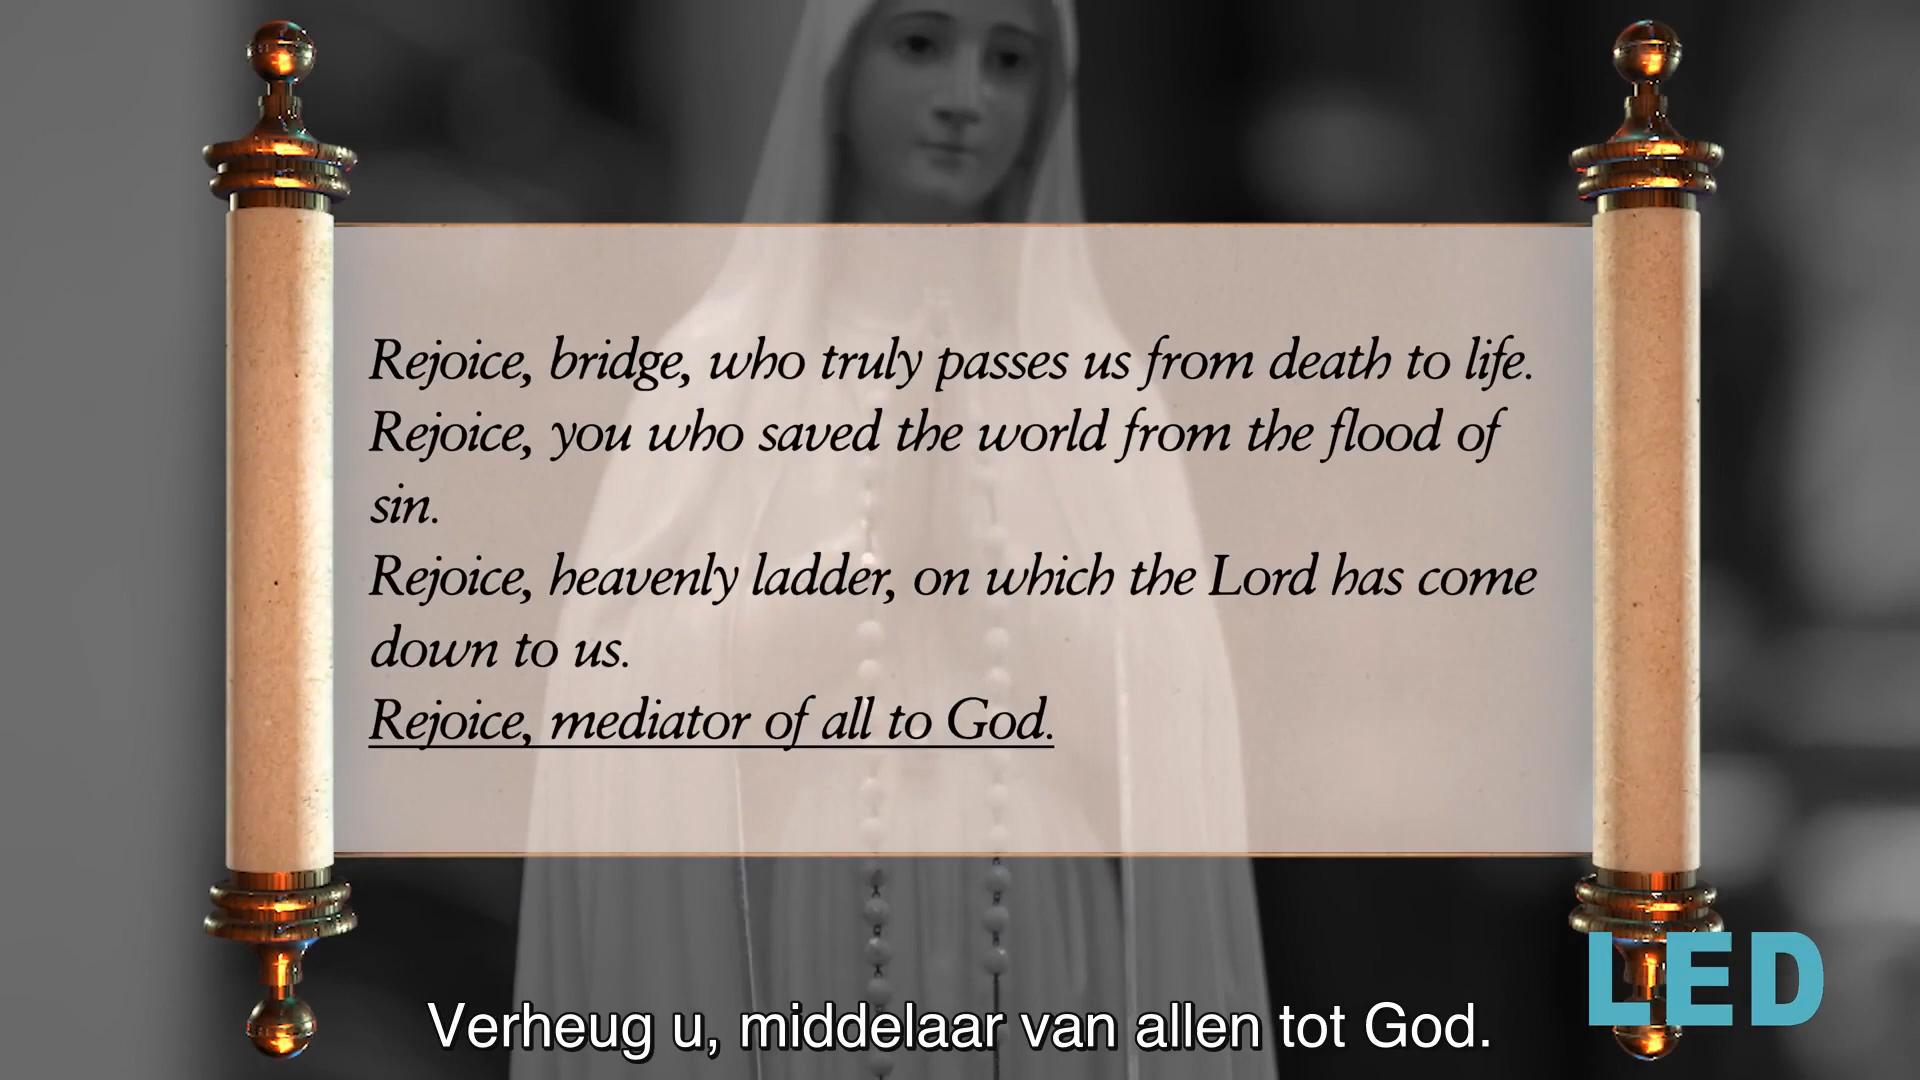 Rejoice, bridge, who truly passes us from death to life.
Rejoice, you who saved the world from the flood of
sin.
Rejoice, heavenly ladder, on which the Lord has come
down to us.
Rejoice, mediator of all to God.
LED
Verheug u, middelaar van allen tot God.